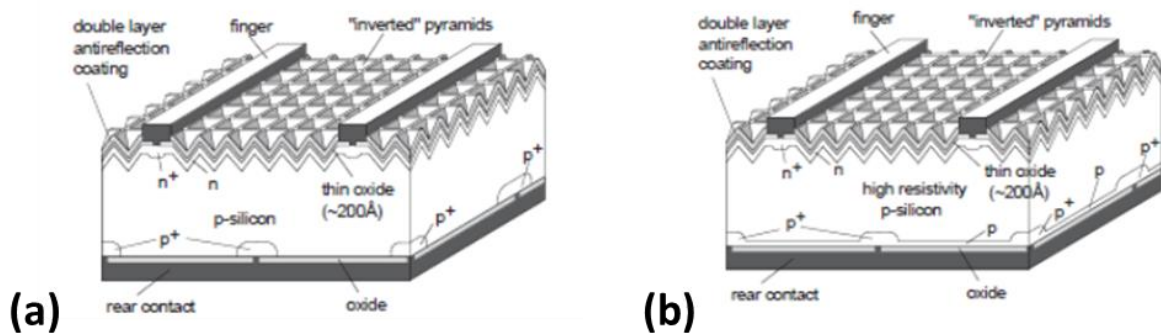 double layer
antireflection
coating
finger
"inverted" pyramids
n+
n
thin oxide
(~200Å)
p+
p-silicon
p+
p+
rear contact
oxide
(a)
double layer
antireflection
coating
finger
"inverted" pyramids
n+
n
thin oxide
(~200Å)
p
p+
high resistivity
p-silicon
p+
p
p+
rear contact
oxide
(b)